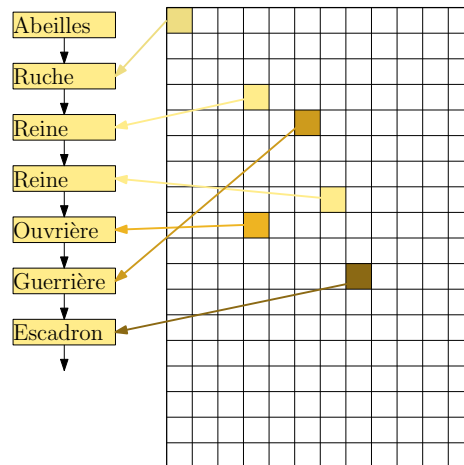 Abeilles
Ruche
Reine
Reine
Ouvrière
Guerrière
Escadron